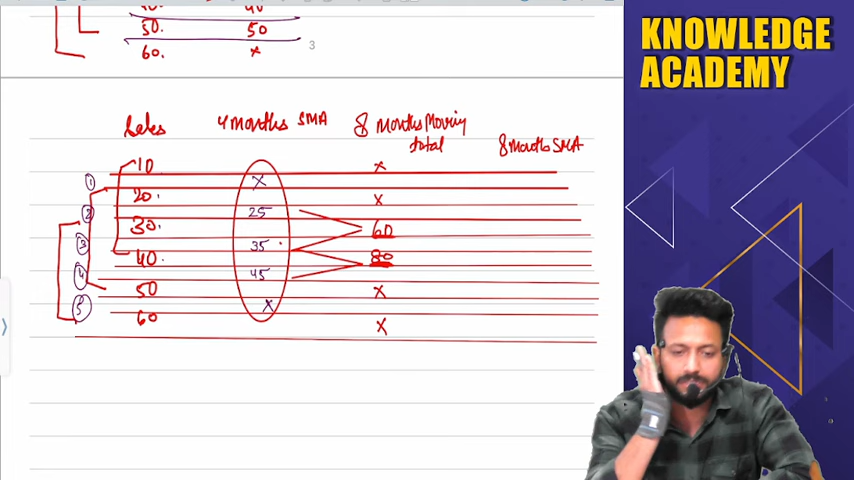 KNOWLEDGE
ACADEMY
50. 50
60. x
3
Sales 4 months SMA 8 months Moving total 8 months SMA
10 x
① x
20. x
② 25
30. 60
③ 35
40. 80
④ 45
50 x
⑤ x
60 x